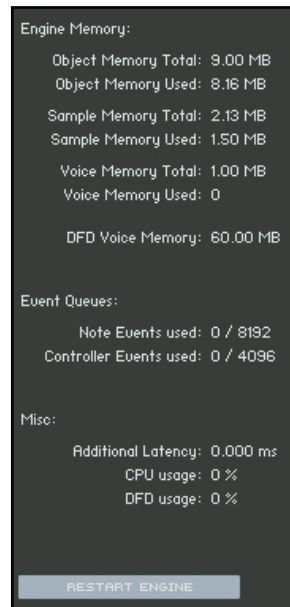 Engine Memory:
Object Memory Total: 9.00 MB
Object Memory Used: 8.16 MB
Sample Memory Total: 2.13 MB
Sample Memory Used: 1.50 MB
Voice Memory Total: 1.00 MB
Voice Memory Used: 0
DFD Voice Memory: 60.00 MB
Event Queues:
Note Events used: 0 / 8192
Controller Events used: 0 / 4096
Misc:
Additional Latency: 0.000 ms
CPU usage: 0 %
DFD usage: 0 %
RESTART ENGINE